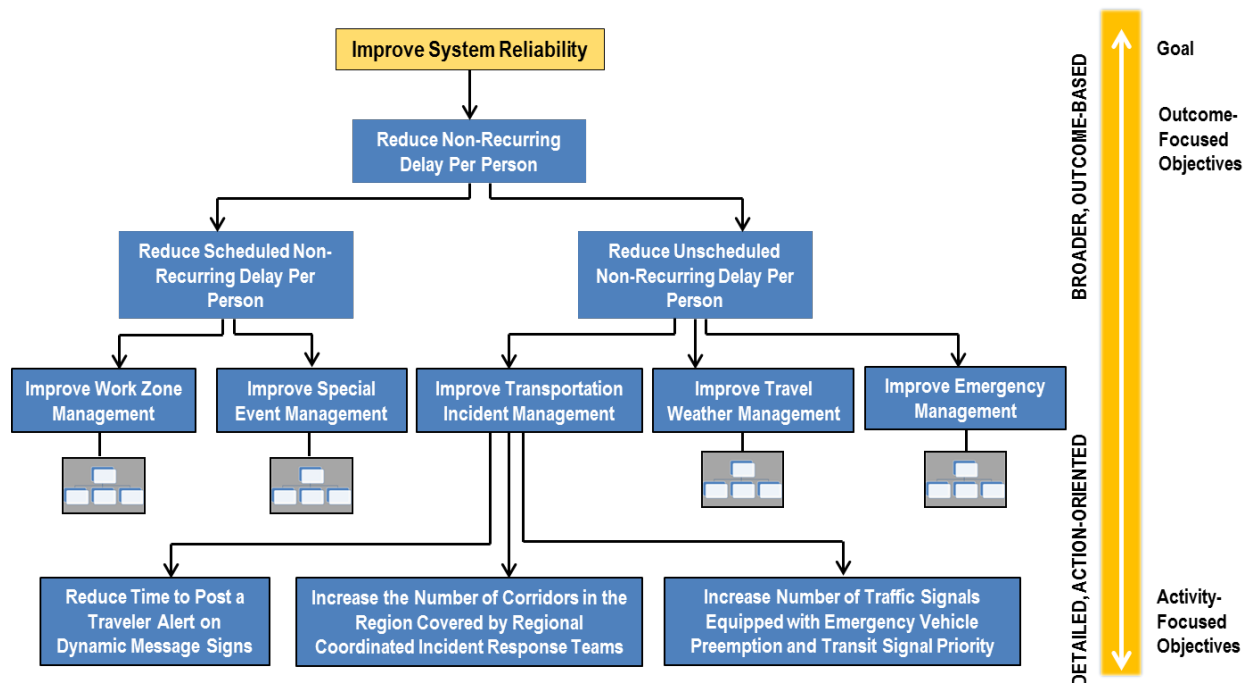 Improve System Reliability
Reduce Non-Recurring
Delay Per Person
Reduce Scheduled Non-
Recurring Delay Per
Person
Reduce Unscheduled
Non-Recurring Delay Per
Person
Improve Work Zone
Management
Improve Special
Event Management
Improve Transportation
Incident Management
Improve Travel
Weather Management
Improve Emergency
Management
Reduce Time to Post a
Traveler Alert on
Dynamic Message Signs
Increase the Number of Corridors in the
Region Covered by Regional
Coordinated Incident Response Teams
Increase Number of Traffic Signals
Equipped with Emergency Vehicle
Preemption and Transit Signal Priority
BROADER, OUTCOME-BASED
DETAILED, ACTION-ORIENTED
Goal
Outcome-
Focused
Objectives
Activity-
Focused
Objectives